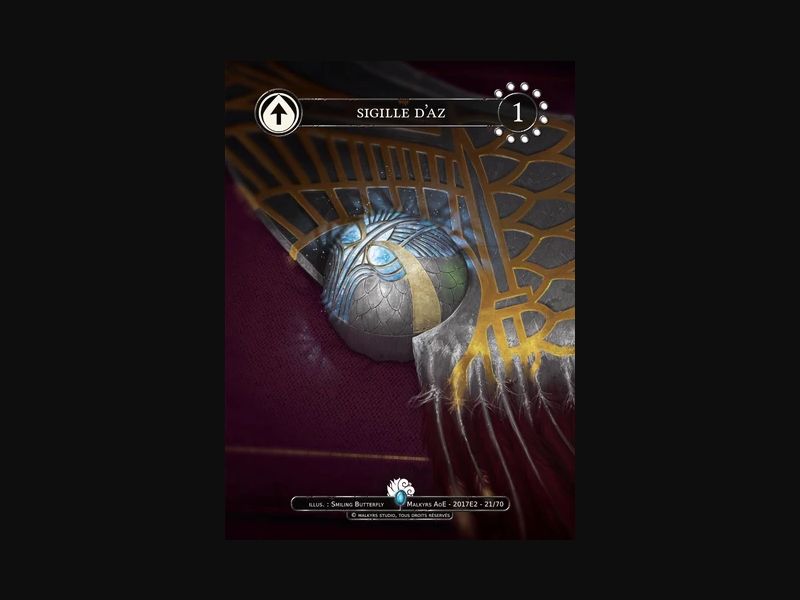 SIGILLE D'AZ
1
ILLUS. : SMILING BUTTERFLY MALKYRS AOE - 2017E2 - 21/70
© MALKYRS STUDIO, TOUS DROITS RÉSERVÉS